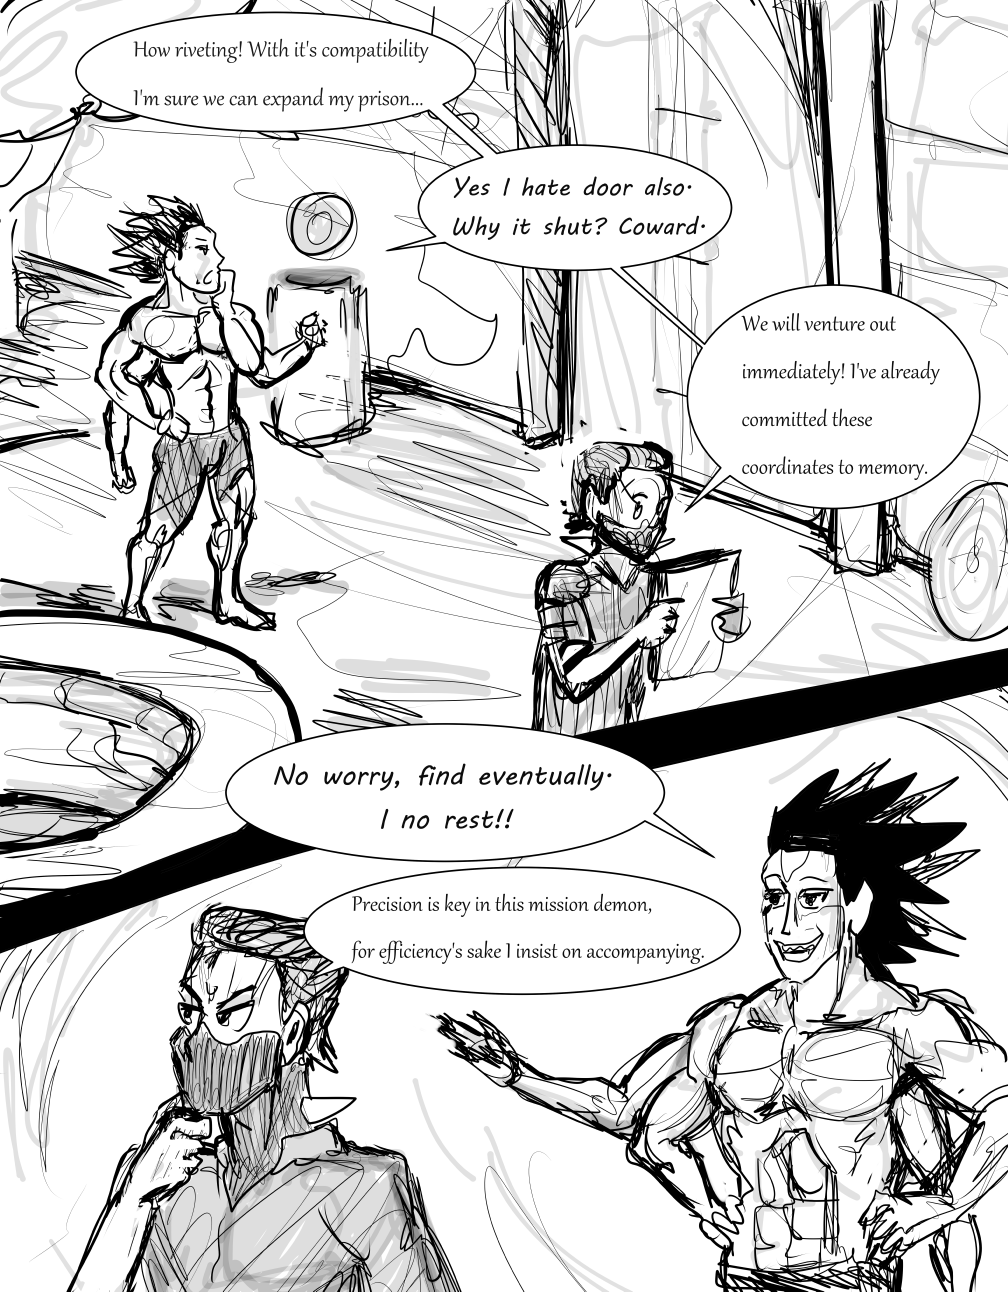 How riveting! With it's compatibility
I'm sure we can expand my prison...
Yes I hate door also.
Why it shut? Coward.
We will venture out
immediately! I've already
committed these
coordinates to memory.
No worry, find eventually.
I no rest!!
Precision is key in this mission demon,
for efficiency's sake I insist on accompanying.